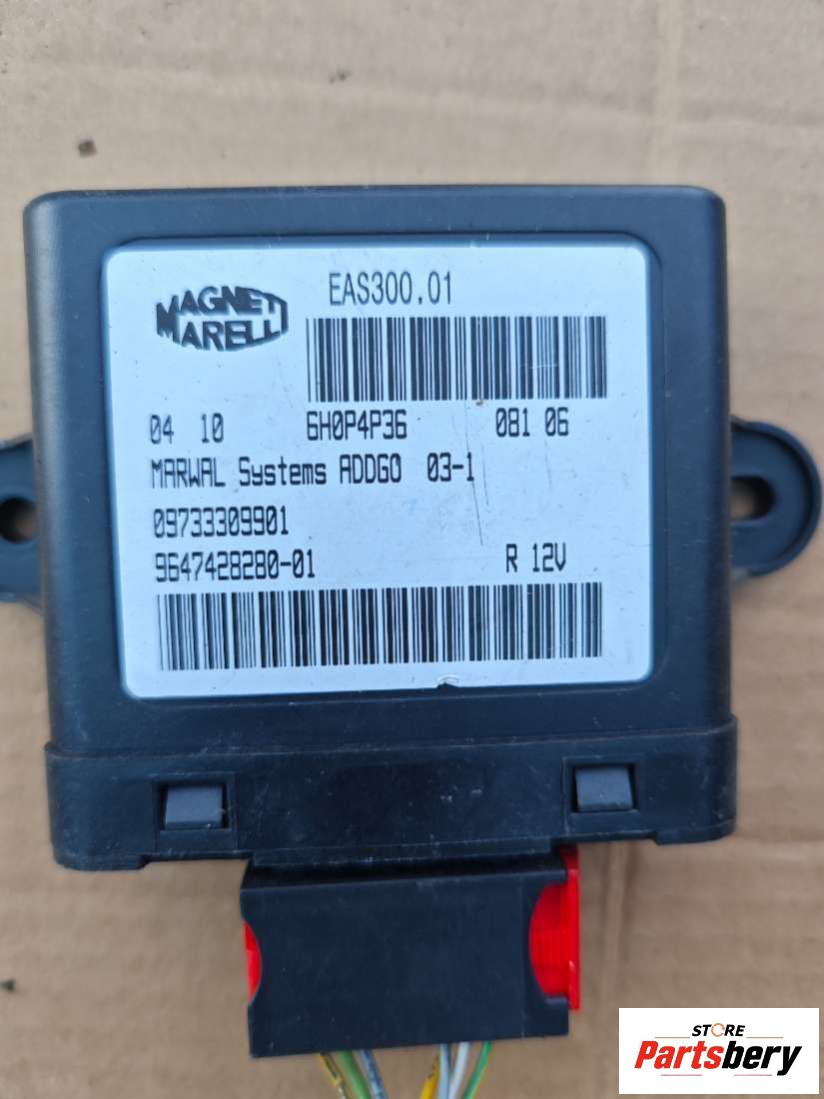 MAGNETI
MARELLI
EAS300.01
04 10 6H0P4P36 081 06
MARWAL Systems ADDGO 03-1
09733309901
9647428280-01 R 12V
STORE
Partsbery